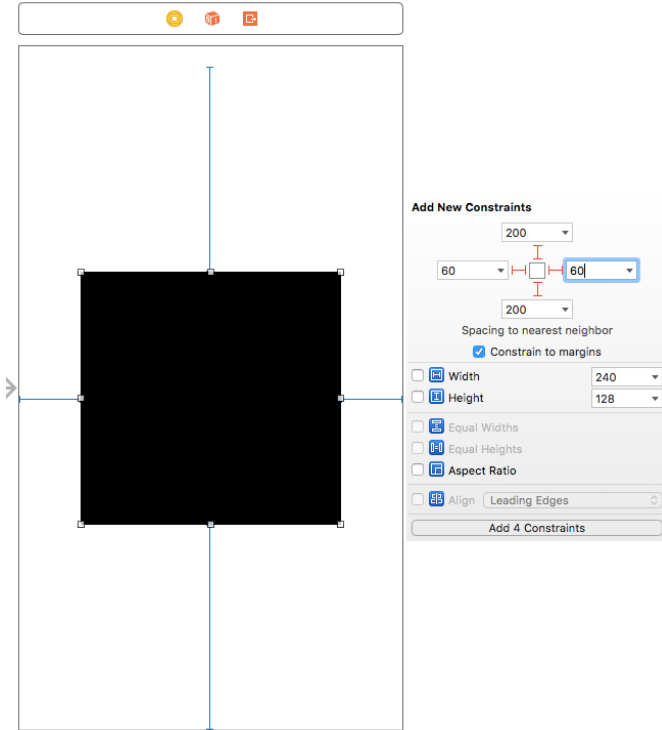 Add New Constraints
200
60 60
200
Spacing to nearest neighbor
Constrain to margins
Width 240
Height 128
Equal Widths
Equal Heights
Aspect Ratio
Align Leading Edges
Add 4 Constraints